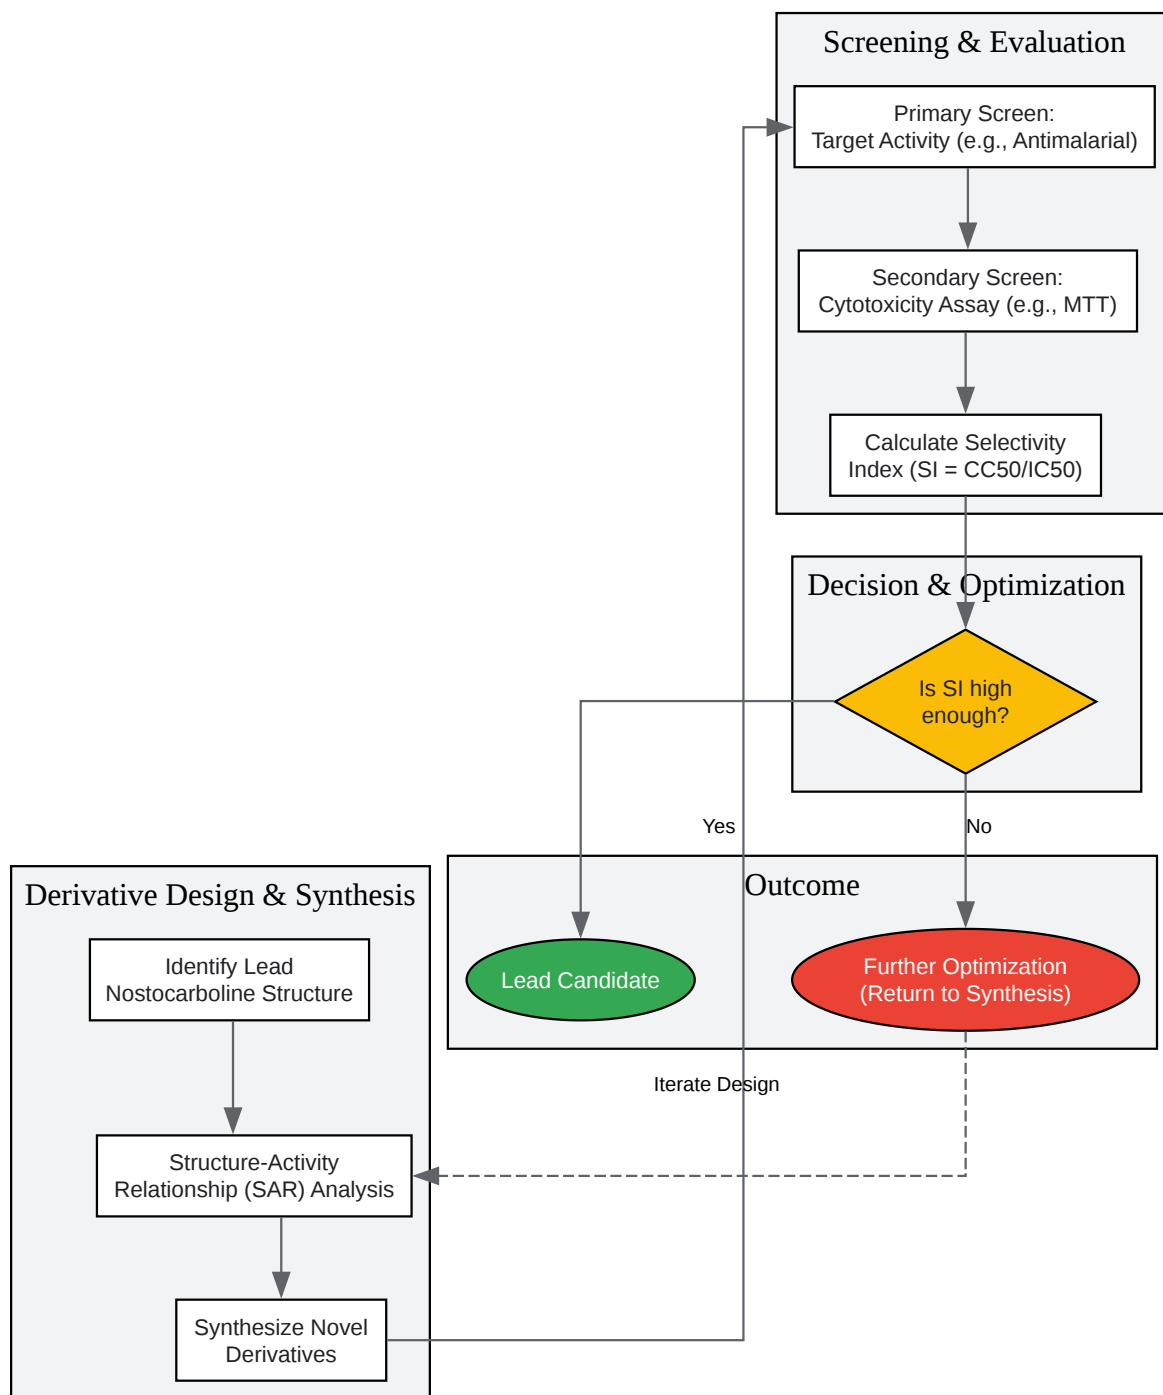 Screening & Evaluation
Primary Screen:
Target Activity (e.g., Antimalarial)
Secondary Screen:
Cytotoxicity Assay (e.g., MTT)
Calculate Selectivity
Index (SI = CC50/IC50)
Decision & Optimization
Is SI high
enough?
Yes
No
Outcome
Lead Candidate
Further Optimization
(Return to Synthesis)
Iterate Design
Derivative Design & Synthesis
Identify Lead
Nostocarboline Structure
Structure-Activity
Relationship (SAR) Analysis
Synthesize Novel
Derivatives